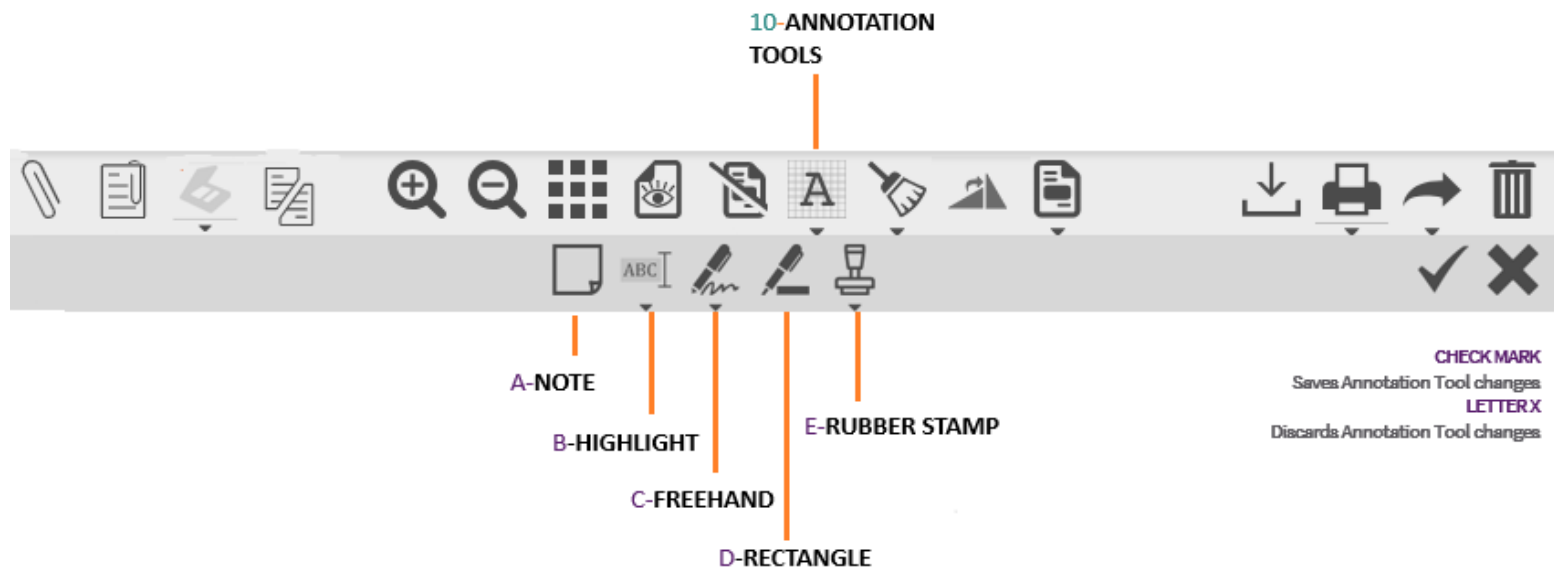 10-ANNOTATION
TOOLS
A
ABC
A-NOTE
B-HIGHLIGHT
C-FREEHAND
D-RECTANGLE
E-RUBBER STAMP
CHECK MARK
Saves Annotation Tool changes
LETTER X
Discards Annotation Tool changes